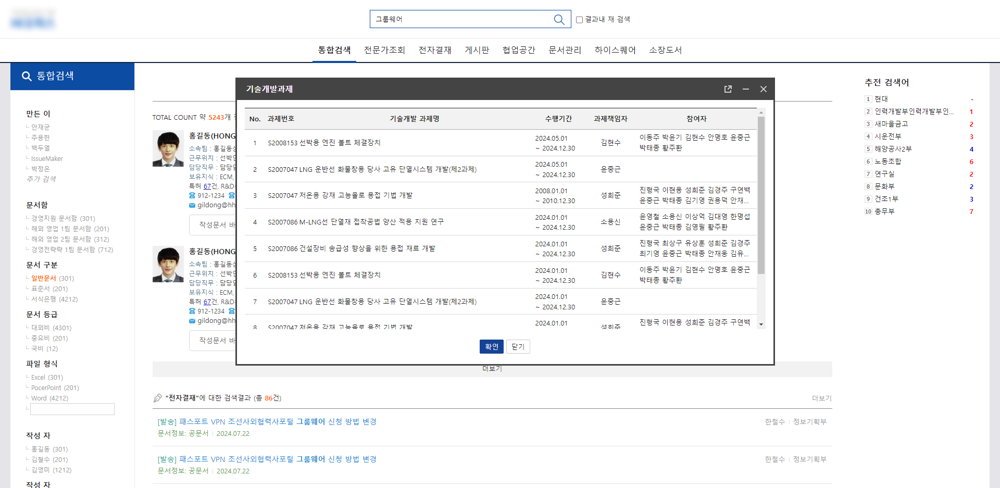 그룹웨어
결과내 재 검색
통합검색 전문가조회 전자결재 게시판 협업공간 문서관리 하이스퀘어 소장도서
통합검색
만든 이
안재균
주용한
백두열
IssueMaker
박정은
추가 검색
문서함
경영지원 문서함 (301)
해외 영업 1팀 문서함 (201)
해외 영업 2팀 문서함 (312)
경영전략략 1팀 문서함 (712)
문서 구분
일반문서 (301)
표준서 (201)
서식은행 (4212)
문서 등급
대외비 (4301)
중요비 (201)
국비 (12)
파일 형식
Excel (301)
PocerPoint (201)
Word (4212)
작성 자
홍길동 (301)
김철수 (201)
김영미 (1212)
작성 자
TOTAL COUNT 약 5243개
홍길동(HONG
소속팀 : 홍길동상
근무위치 : 선박
담당직무 : 담당
보유지식 : ECM,
특허 67건, R&D
912-1234
gildong@hh
작성문서 바
홍길동(HONG
소속팀 : 홍길동상
근무위치 : 선박
담당직무 : 담당
보유지식 : ECM,
특허 67건, R&D
912-1234
gildong@hh
작성문서 바
기술개발과제
No. 과제번호 기술개발 과제명 수행기간 과제책임자 참여자
1 S2008153 선박용 엔진 볼트 체결장치 2024.05.01 ~ 2024.12.30 김현수 이동주 박윤기 김현수 안명호 윤중근 박태종 황주환
2 S2007047 LNG 운반선 화물창용 당사 고유 단열시스템 개발(제2과제) 2024.05.01 ~ 2024.12.30 윤중근
3 S2007047 저온용 강재 고능율로 용접 기법 개발 2008.01.01 ~ 2010.12.30 성희준 진형국 이현용 성희준 김경주 구연백 윤중근 박태종 김기영 권용덕 안재...
4 S2007086 M-LNG선 단열재 접착공법 양산 적용 지원 연구 2024.01.01 ~ 2024.12.30 소용신 윤영철 소용신 이상억 김대영 한명섭 윤중근 박태종 김영필 황주환
5 S2007086 건설장비 송급성 향상을 위한 용접 재료 개발 2024.01.01 ~ 2024.12.30 성희준 진형국 최상구 유상훈 성희준 김경주 최기영 윤중근 박태종 안재웅 김유...
6 S2008153 선박용 엔진 볼트 체결장치 2024.01.01 ~ 2024.12.30 김현수 이동주 박윤기 김현수 안명호 윤중근 박태종 황주환
7 S2007047 LNG 운반선 화물창용 당사 고유 단열시스템 개발(제2과제) 2024.01.01 ~ 2024.12.30 윤중근
8 S2007047 저온용 강재 고능율로 용접 기법 개발 2024.01.01 성희준 진형국 이현용 성희준 김경주 구연백
확인 닫기
더보기
"전자결재"에 대한 검색결과 (총 86건) 더보기
[발송] 패스포트 VPN 조선사외협력사포털 그룹웨어 신청 방법 변경 한철수 정보기획부
문서정보: 공문서 2024.07.22
[발송] 패스포트 VPN 조선사외협력사포털 그룹웨어 신청 방법 변경 한철수 정보기획부
문서정보: 공문서 2024.07.22
추전 검색어
1 현대 -
2 인력개발부인력개발부인... 1
3 새마을금고 2
4 시운전부 3
5 해양공사2부 4
6 노동조합 6
7 연구실 2
8 문화부 2
9 건조1부 3
10 총무부 7